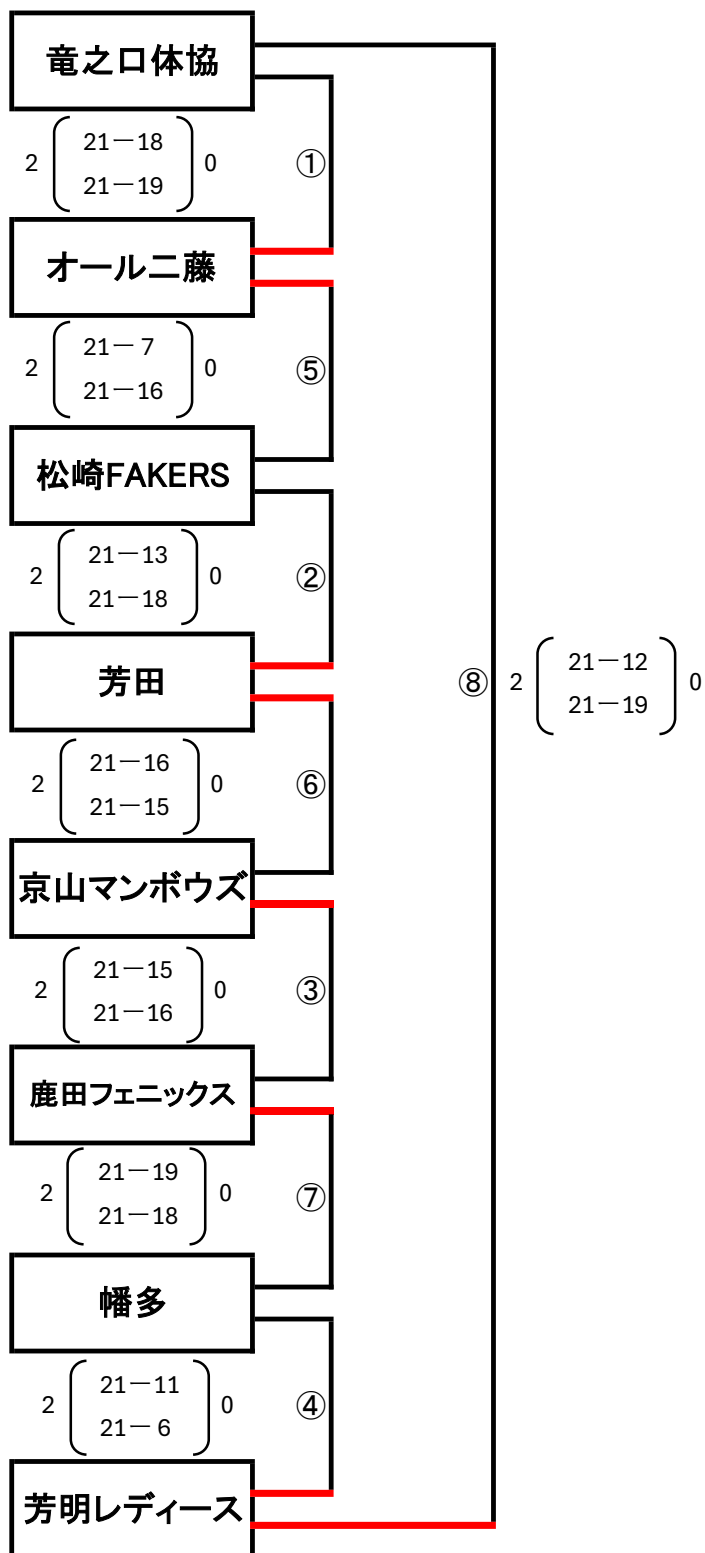 竜之口体協
21－18
2 0 ①
21－19
オール二藤
21－ 7
2 0 ⑤
21－16
松崎FAKERS
21－13
2 0 ②
21－18
芳田
21－12
⑧ 2 0
21－19
21－16
2 0 ⑥
21－15
京山マンボウズ
21－15
2 0 ③
21－16
鹿田フェニックス
21－19
2 0 ⑦
21－18
幡多
21－11
2 0 ④
21－ 6
芳明レディース